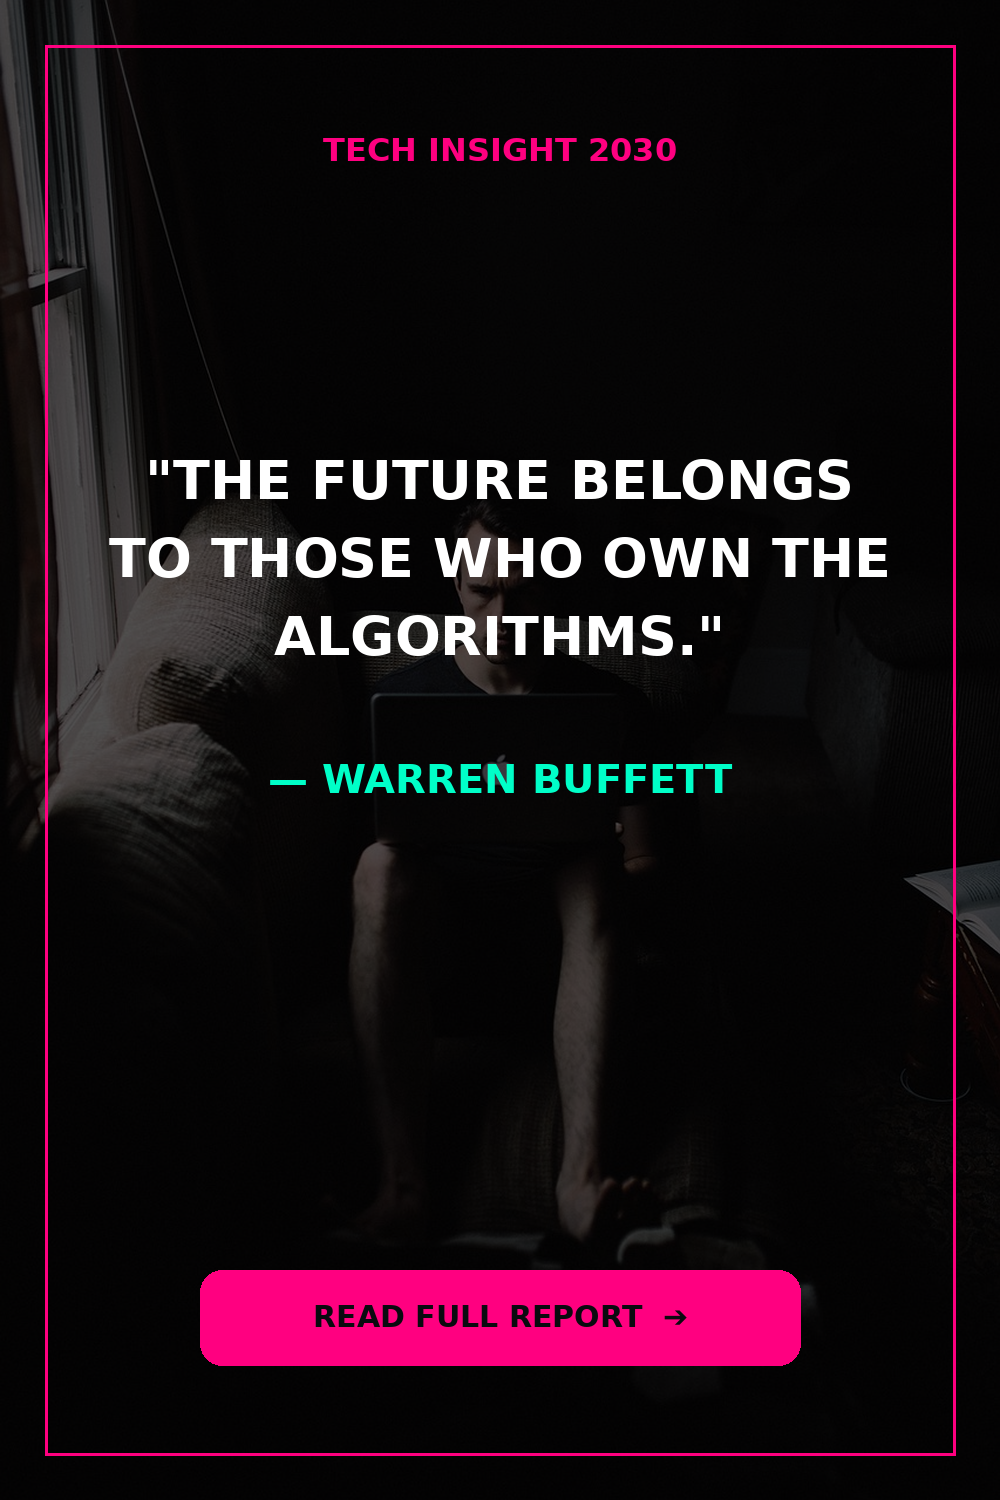 TECH INSIGHT 2030
"THE FUTURE BELONGS
TO THOSE WHO OWN THE
ALGORITHMS."
— WARREN BUFFETT
READ FULL REPORT ➔